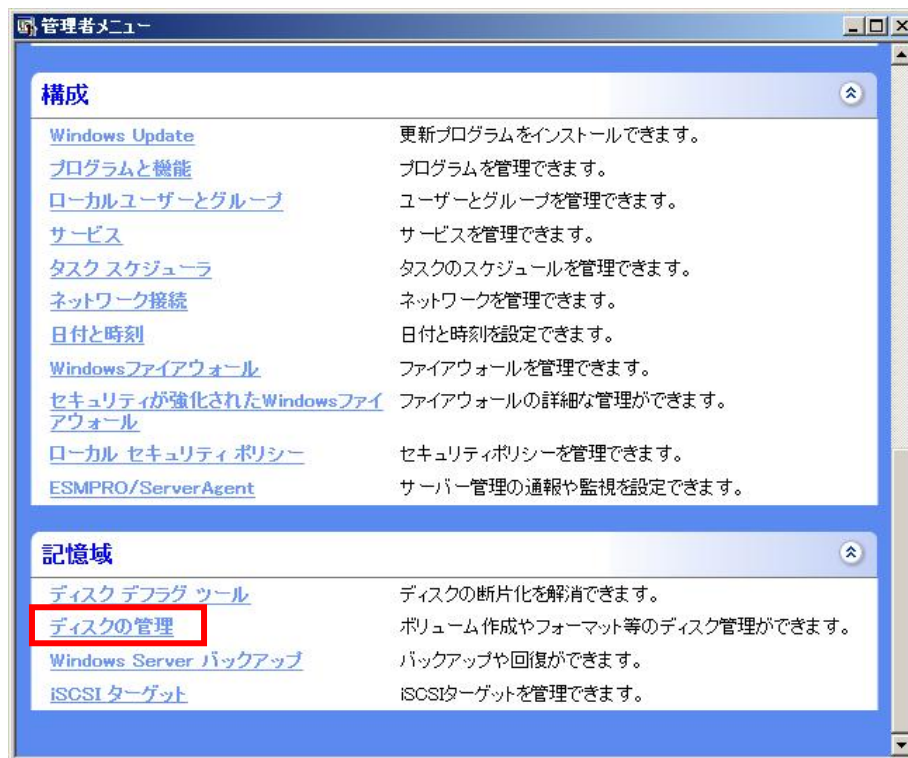 管理者メニュー
構成
Windows Update 更新プログラムをインストールできます。
プログラムと機能 プログラムを管理できます。
ローカルユーザーとグループ ユーザーとグループを管理できます。
サービス サービスを管理できます。
タスク スケジューラ タスクのスケジュールを管理できます。
ネットワーク接続 ネットワークを管理できます。
日付と時刻 日付と時刻を設定できます。
Windowsファイアウォール ファイアウォールを管理できます。
セキュリティが強化されたWindowsファイ ファイアウォールの詳細な管理ができます。
アウォール
ローカル セキュリティ ポリシー セキュリティポリシーを管理できます。
ESMPRO/ServerAgent サーバー管理の通報や監視を設定できます。
記憶域
ディスク デフラグ ツール ディスクの断片化を解消できます。
ディスクの管理 ボリューム作成やフォーマット等のディスク管理ができます。
Windows Server バックアップ バックアップや回復ができます。
iSCSI ターゲット iSCSIターゲットを管理できます。